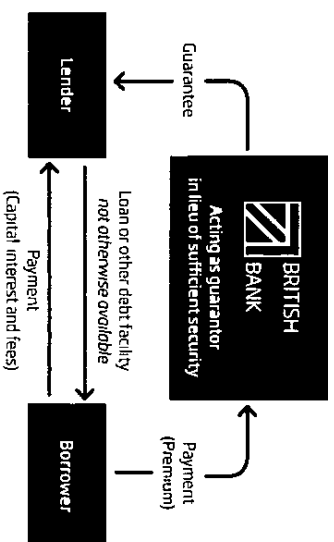 BRITISH
BANK
Acting as guarantor
in lieu of sufficient security
Guarantee
Payment
(Premium)
Lender
Loan or other debt facility
not otherwise available
Payment
(Capital interest and fees)
Borrower